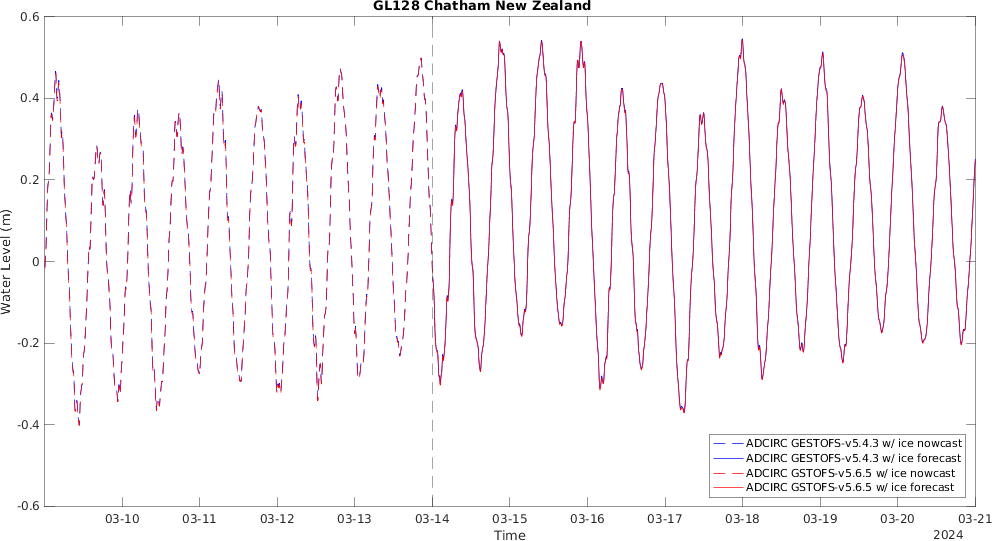 GL128 Chatham New Zealand
0.6
0.4
0.2
0
-0.2
-0.4
-0.6
Water Level (m)
ADCIRC GESTOFS-v5.4.3 w/ ice nowcast
ADCIRC GESTOFS-v5.4.3 w/ ice forecast
ADCIRC GSTOFS-v5.6.5 w/ ice nowcast
ADCIRC GSTOFS-v5.6.5 w/ ice forecast
03-10 03-11 03-12 03-13 03-14 03-15 03-16 03-17 03-18 03-19 03-20 03-21
Time
2024